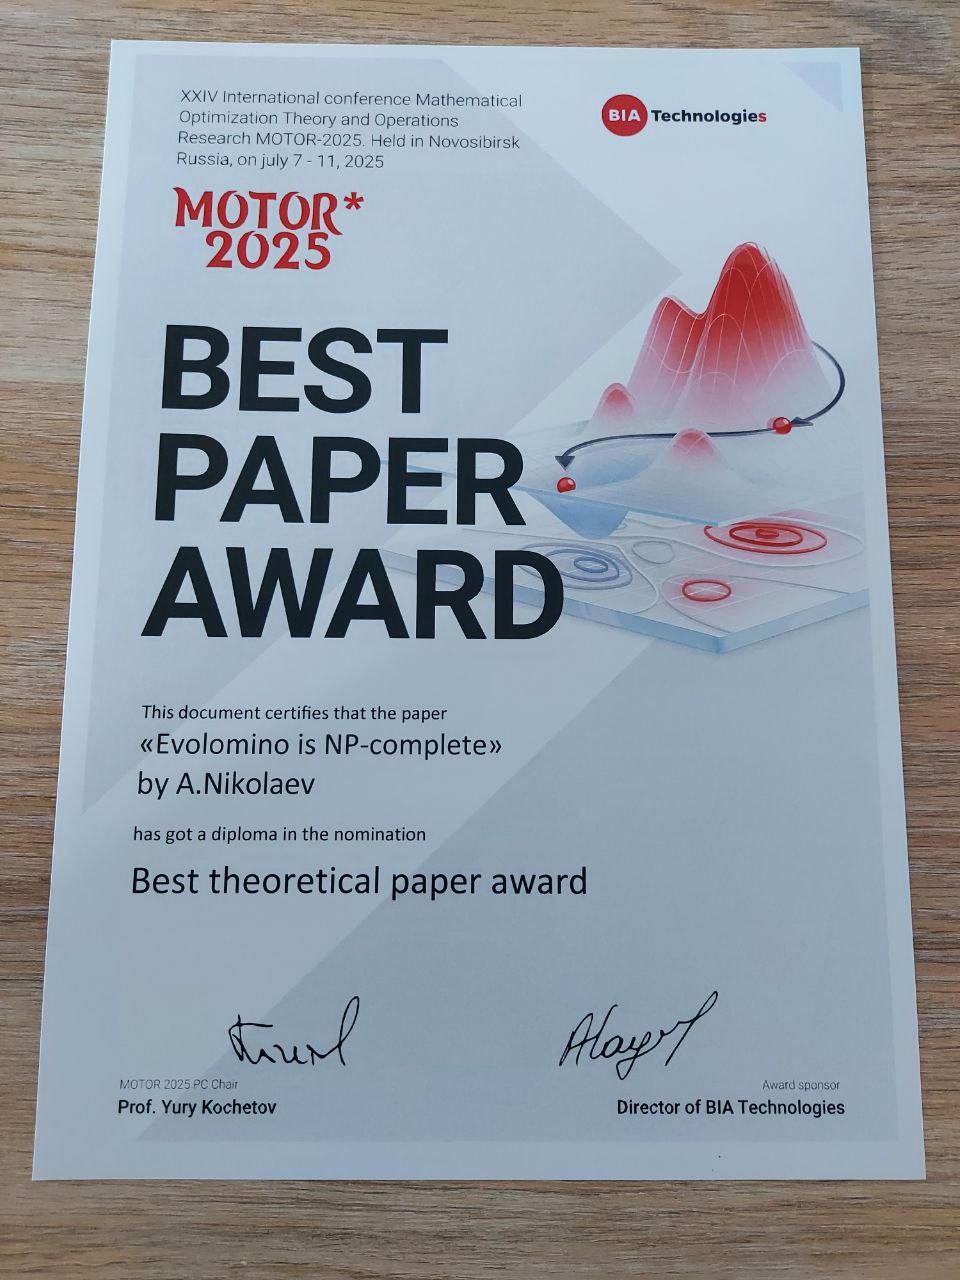 XXIV International conference Mathematical
Optimization Theory and Operations
Research MOTOR-2025. Held in Novosibirsk
Russia, on july 7 - 11, 2025
BIA Technologies
MOTOR*
2025
BEST
PAPER
AWARD
This document certifies that the paper
«Evolomino is NP-complete»
by A.Nikolaev
has got a diploma in the nomination
Best theoretical paper award
MOTOR 2025 PC Chair
Prof. Yury Kochetov
Award sponsor
Director of BIA Technologies